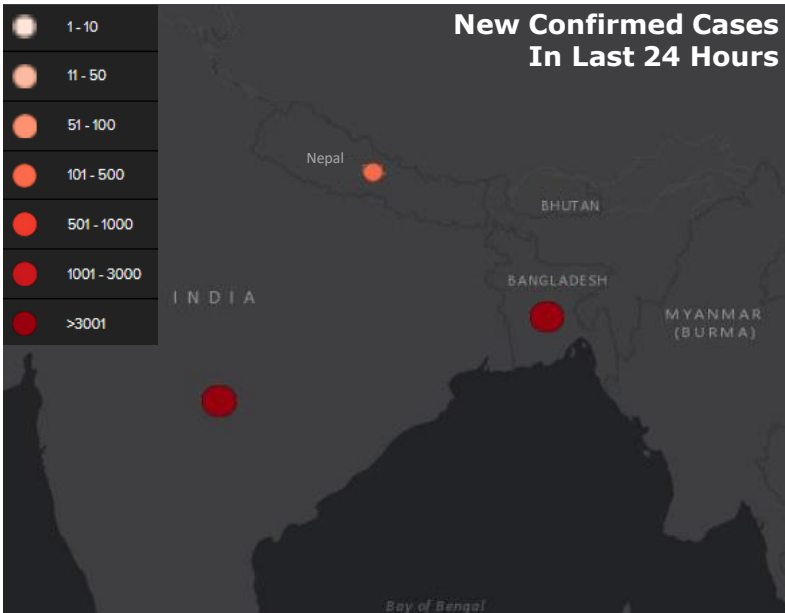 New Confirmed Cases
In Last 24 Hours
1 - 10
11 - 50
51 - 100
101 - 500
501 - 1000
1001 - 3000
>3001
Nepal
BHUTAN
BANGLADESH
INDIA
MYANMAR
(BURMA)
Bay of Bengal